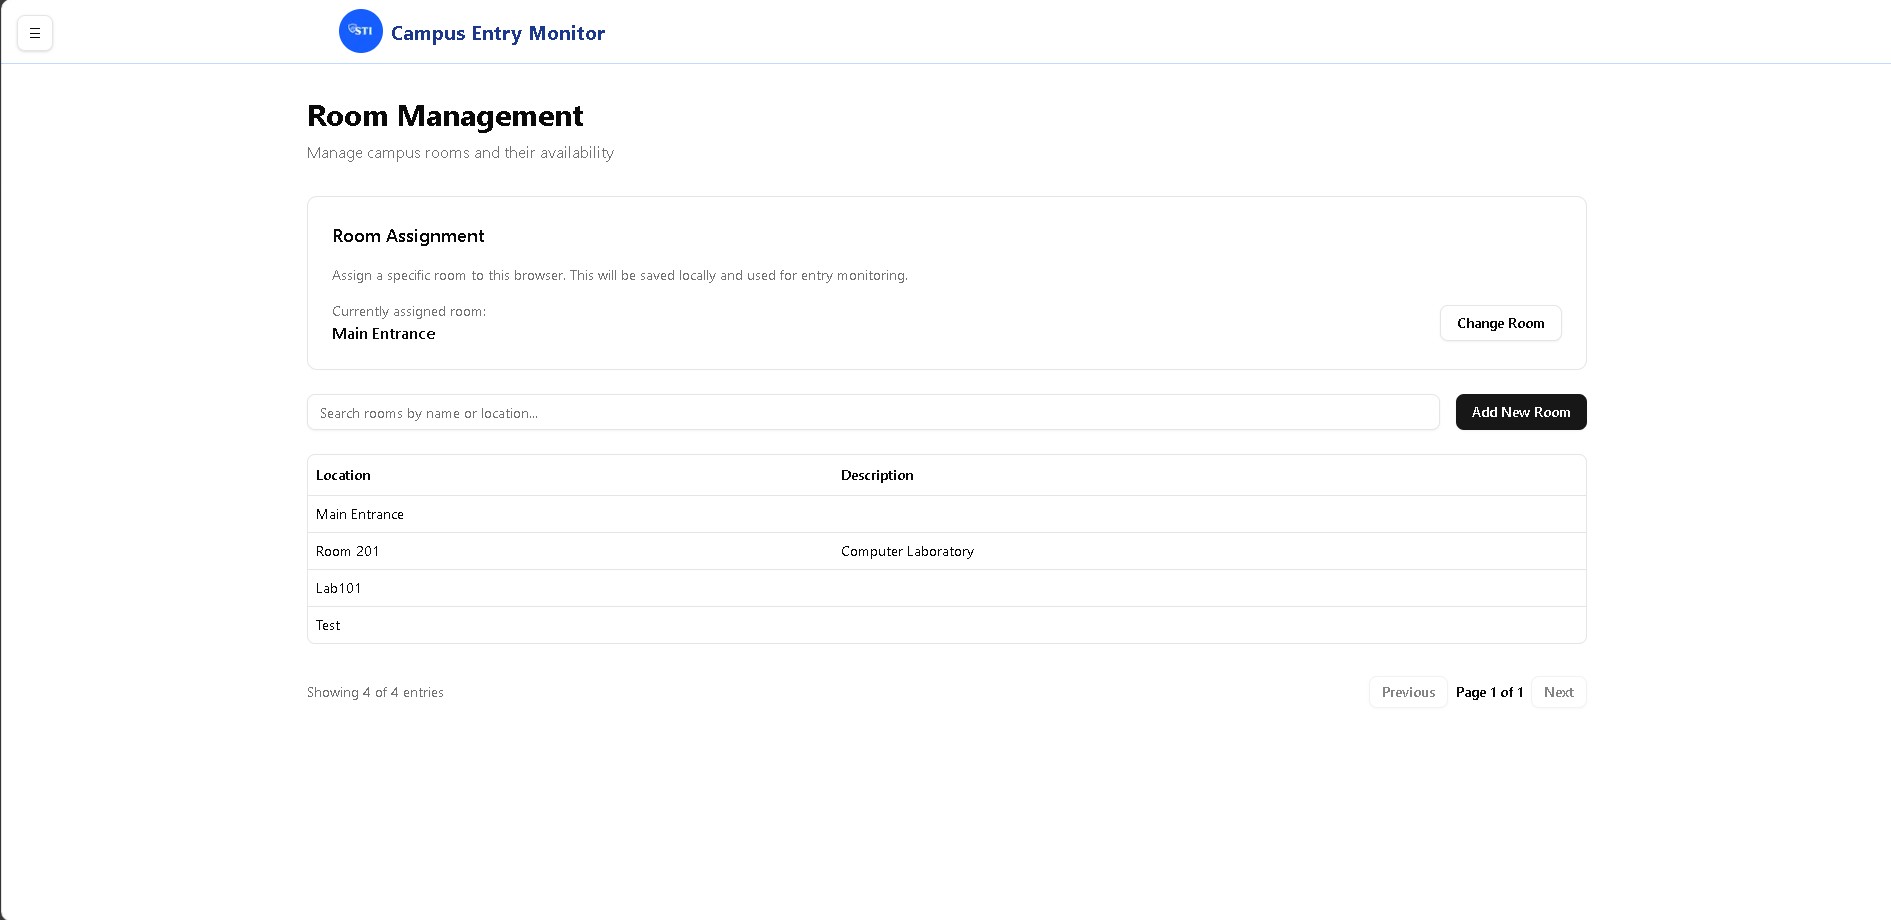 ☰
STI
Campus Entry Monitor
Room Management
Manage campus rooms and their availability
Room Assignment
Assign a specific room to this browser. This will be saved locally and used for entry monitoring.
Currently assigned room:
Main Entrance
Change Room
Search rooms by name or location...
Add New Room
Location Description
Main Entrance
Room 201 Computer Laboratory
Lab101
Test
Showing 4 of 4 entries
Previous Page 1 of 1 Next